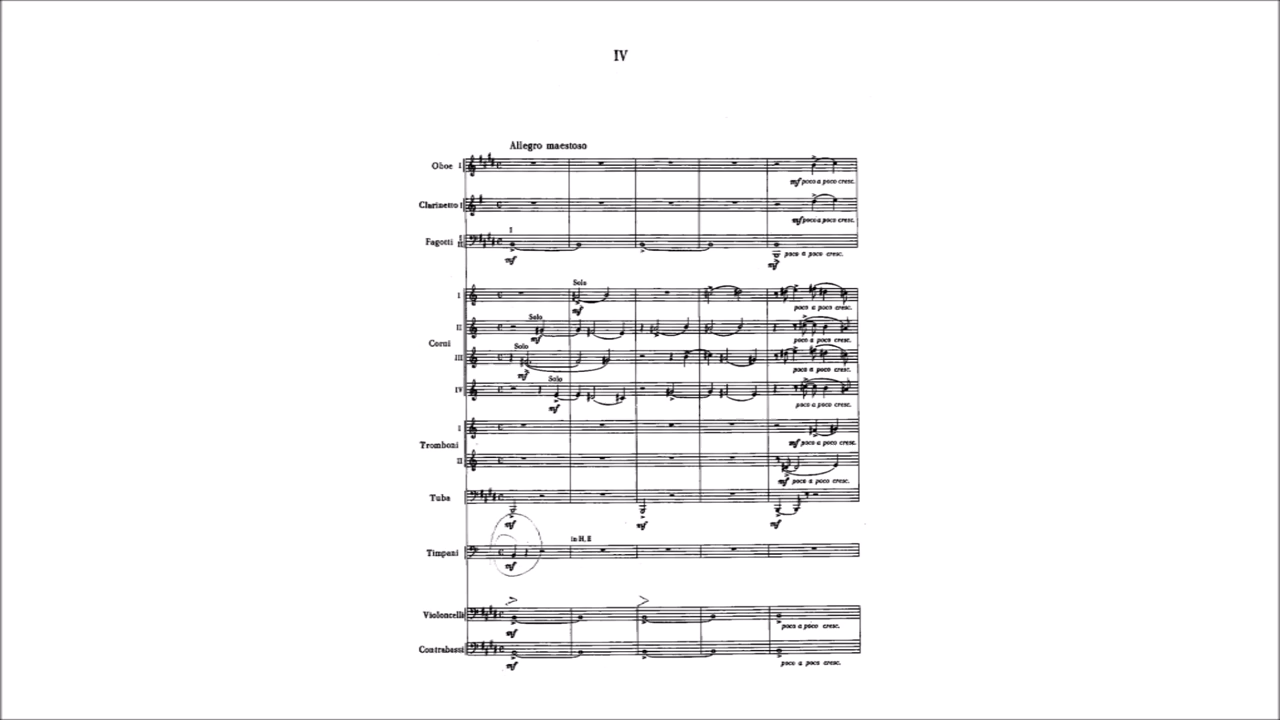 IV
Allegro maestoso
Oboe I
mf poco a poco cresc.
Clarinetto I
mf poco a poco cresc.
I
Fagotti I II
mf
mf
poco a poco cresc.
Solo
I
mf
poco a poco cresc.
Solo
II
mf
poco a poco cresc.
Corni
Solo
III
mf
poco a poco cresc.
Solo
IV
mf
poco a poco cresc.
I
mf poco a poco cresc.
Tromboni
II
mf poco a poco cresc.
Tuba
mf
mf
mf
in H, E
Timpani
mf
Violoncelli
mf
poco a poco cresc.
Contrabassi
mf
poco a poco cresc.